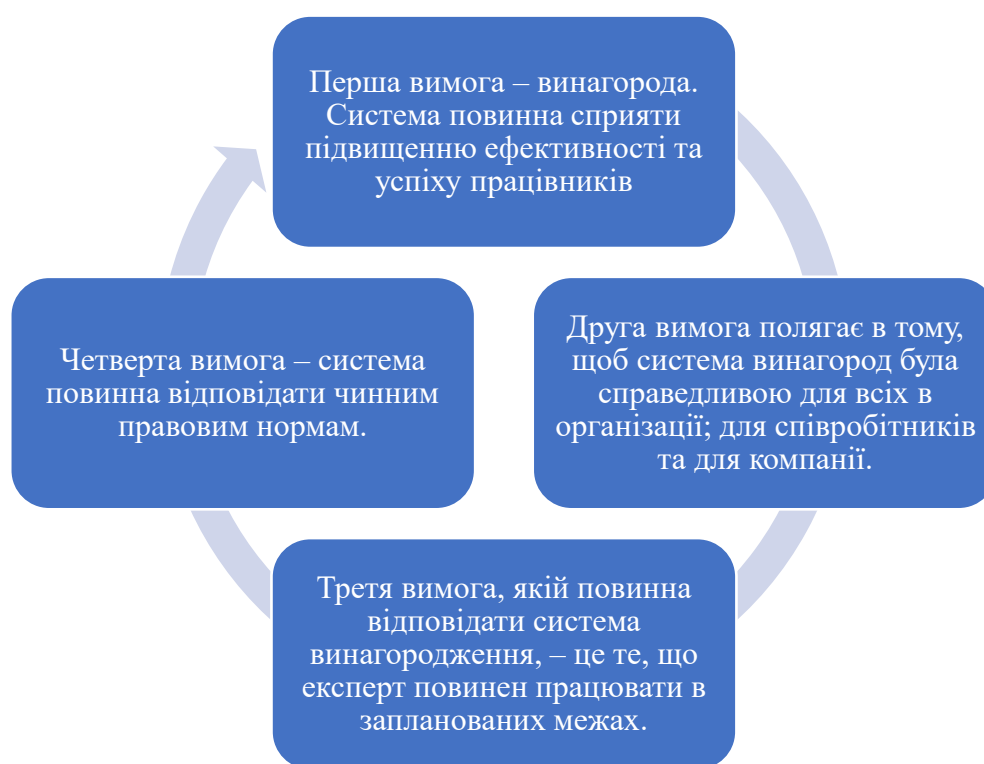 Перша вимога – винагорода.
Система повинна сприяти
підвищенню ефективності та
успіху працівників
Друга вимога полягає в тому,
щоб система винагород була
справедливою для всіх в
організації; для співробітників
та для компанії.
Третя вимога, якій повинна
відповідати система
винагородження, – це те, що
експерт повинен працювати в
запланованих межах.
Четверта вимога – система
повинна відповідати чинним
правовим нормам.